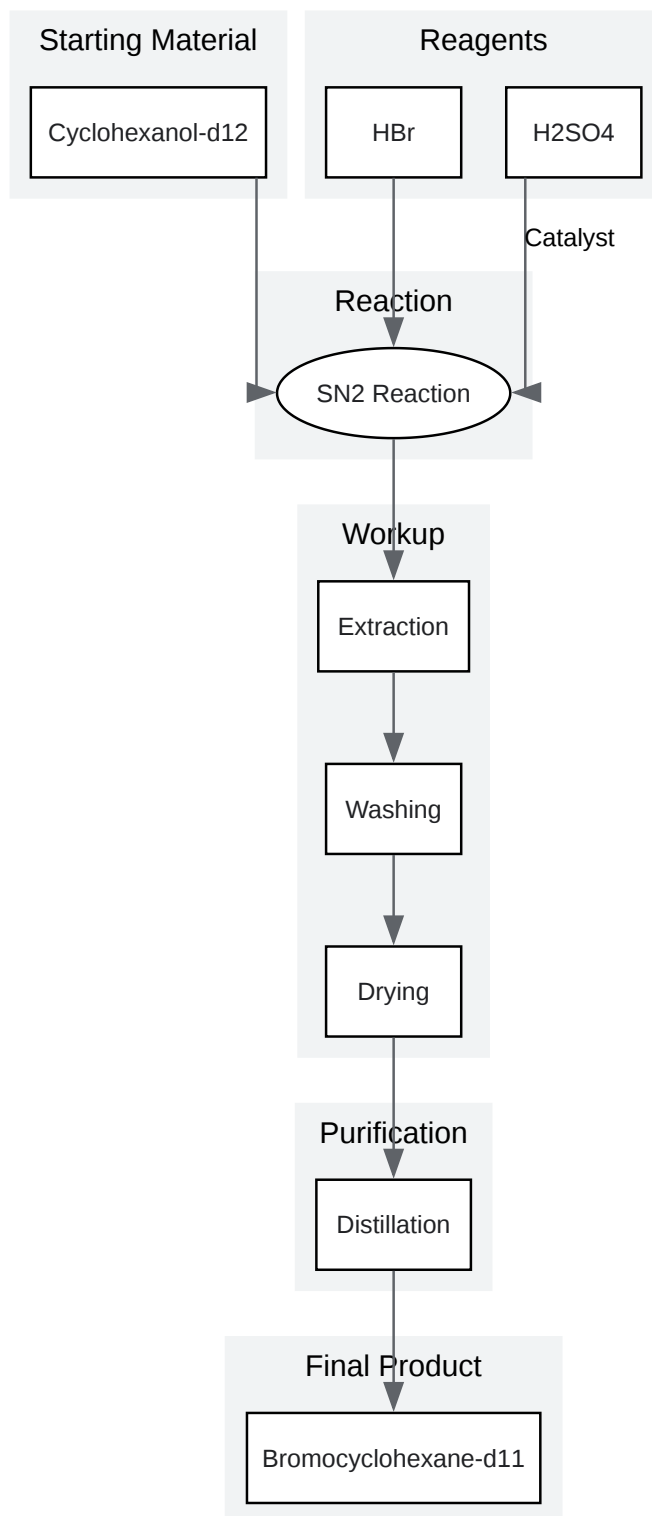 Starting Material
Reagents
Cyclohexanol-d12
HBr
H2SO4
Catalyst
Reaction
SN2 Reaction
Workup
Extraction
Washing
Drying
Purification
Distillation
Final Product
Bromocyclohexane-d11